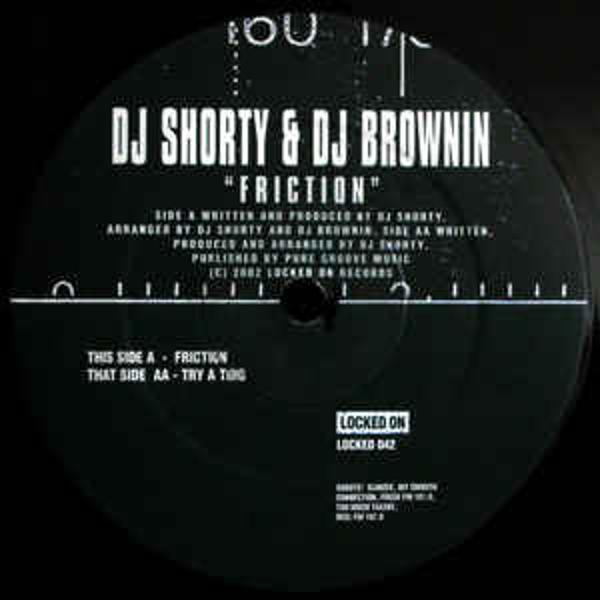 DJ SHORTY & DJ BROWNIN
"FRICTION"
SIDE A WRITTEN AND PRODUCED BY DJ SHORTY.
ARRANGED BY DJ SHORTY AND DJ BROWNIN. SIDE AA WRITTEN,
PRODUCED AND ARRANGED BY DJ SHORTY.
PUBLISHED BY PURE GROOVE MUSIC
(C) 2002 LOCKED ON RECORDS
THIS SIDE A - FRICTION
THAT SIDE AA - TRY A
LOCKED ON
LOCKED 042